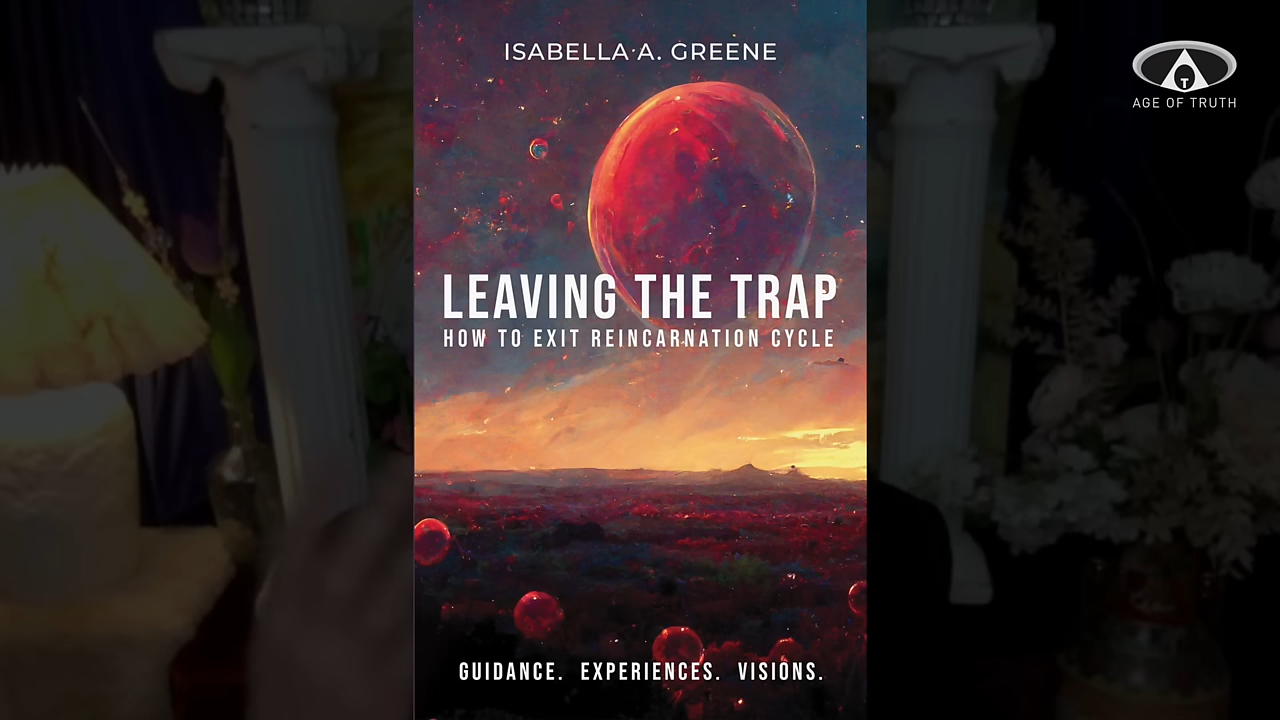 ISABELLA A. GREENE
T
AGE OF TRUTH
LEAVING THE TRAP
HOW TO EXIT REINCARNATION CYCLE
GUIDANCE. EXPERIENCES. VISIONS.